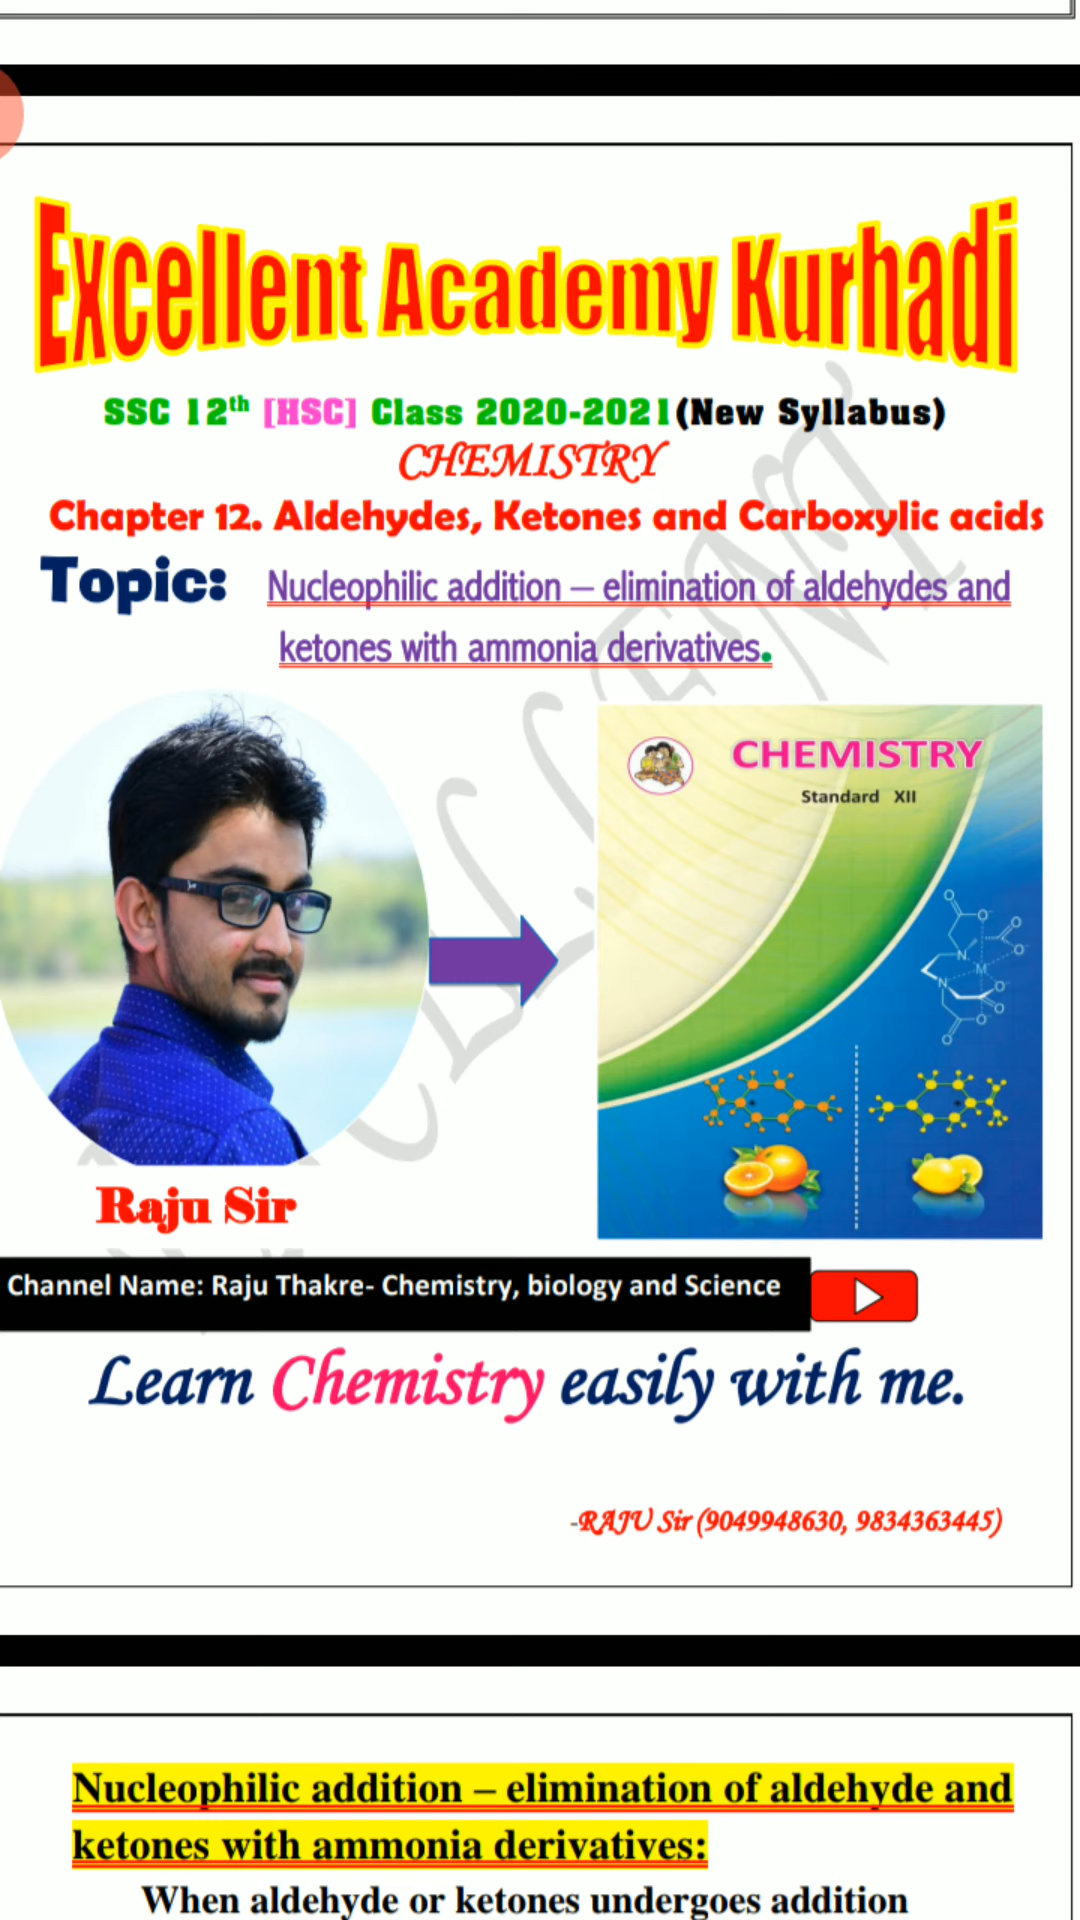 Excellent Academy Kurhadi
SSC 12th [HSC] Class 2020-2021(New Syllabus)
CHEMISTRY
Chapter 12. Aldehydes, Ketones and Carboxylic acids
Topic: Nucleophilic addition – elimination of aldehydes and
ketones with ammonia derivatives.
CHEMISTRY
Standard XII
Raju Sir
Channel Name: Raju Thakre- Chemistry, biology and Science
Learn Chemistry easily with me.
-RAJU Sir (9049948630, 9834363445)
Nucleophilic addition – elimination of aldehyde and
ketones with ammonia derivatives:
When aldehyde or ketones undergoes addition